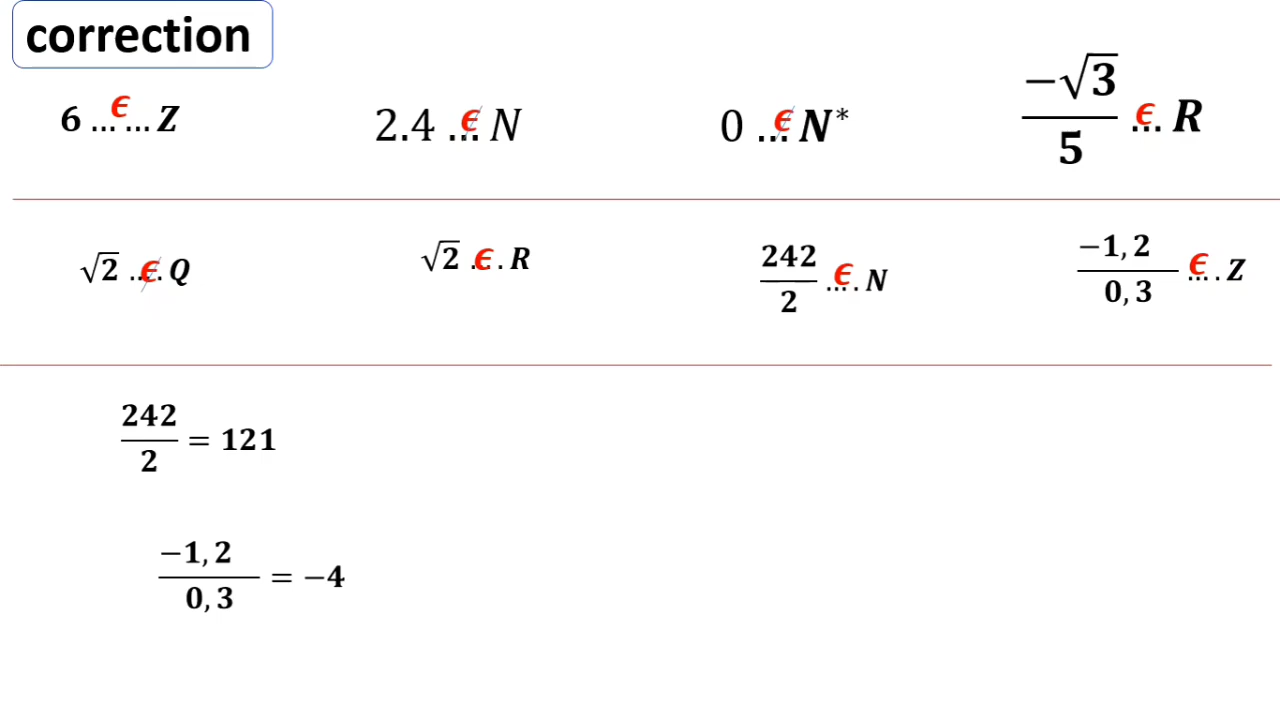 correction
6 ...ϵ... Z
2.4 ...∉ N
0 ...∉ N*
-√3/5 ...ϵ R
√2 ...∉. Q
√2 ...ϵ. R
242/2 ...ϵ. N
-1,2/0,3 ...ϵ. Z
242/2 = 121
-1,2/0,3 = -4